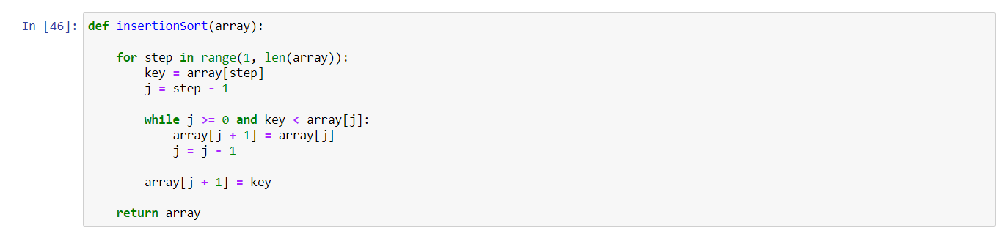 In [46]: def insertionSort(array):
for step in range(1, len(array)):
key = array[step]
j = step - 1
while j >= 0 and key < array[j]:
array[j + 1] = array[j]
j = j - 1
array[j + 1] = key
return array